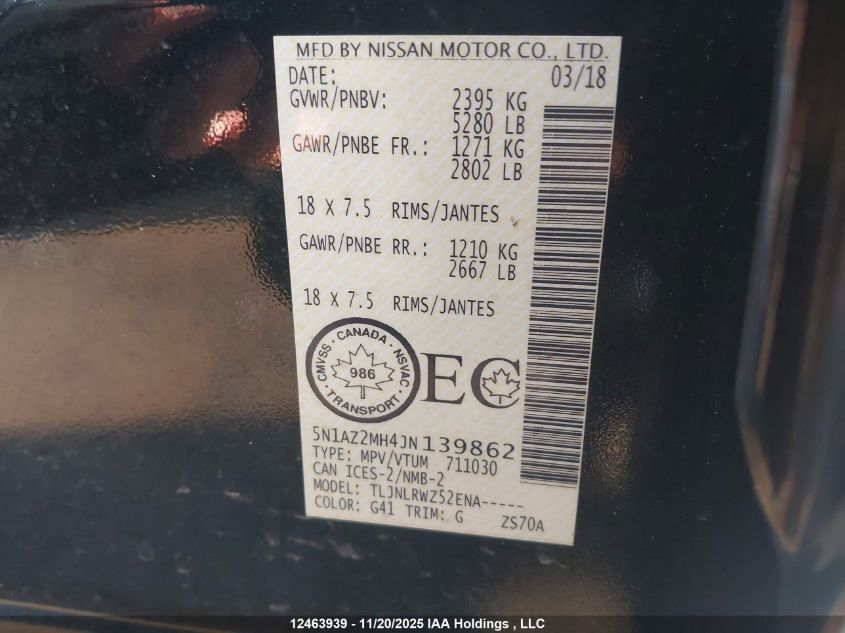 MFD BY NISSAN MOTOR CO., LTD.
DATE: 03/18
GVWR/PNBV: 2395 KG
5280 LB
GAWR/PNBE FR.: 1271 KG
2802 LB
18 X 7.5 RIMS/JANTES
GAWR/PNBE RR.: 1210 KG
2667 LB
18 X 7.5 RIMS/JANTES
CMVSS · CANADA · NSVAC · TRANSPORT ·
986
EC
5N1AZ2MH4JN139862
TYPE: MPV/VTUM 711030
CAN ICES-2/NMB-2
MODEL: TLJNLRWZ52ENA-----
COLOR: G41 TRIM: G ZS70A
12463939 - 11/20/2025 IAA Holdings , LLC